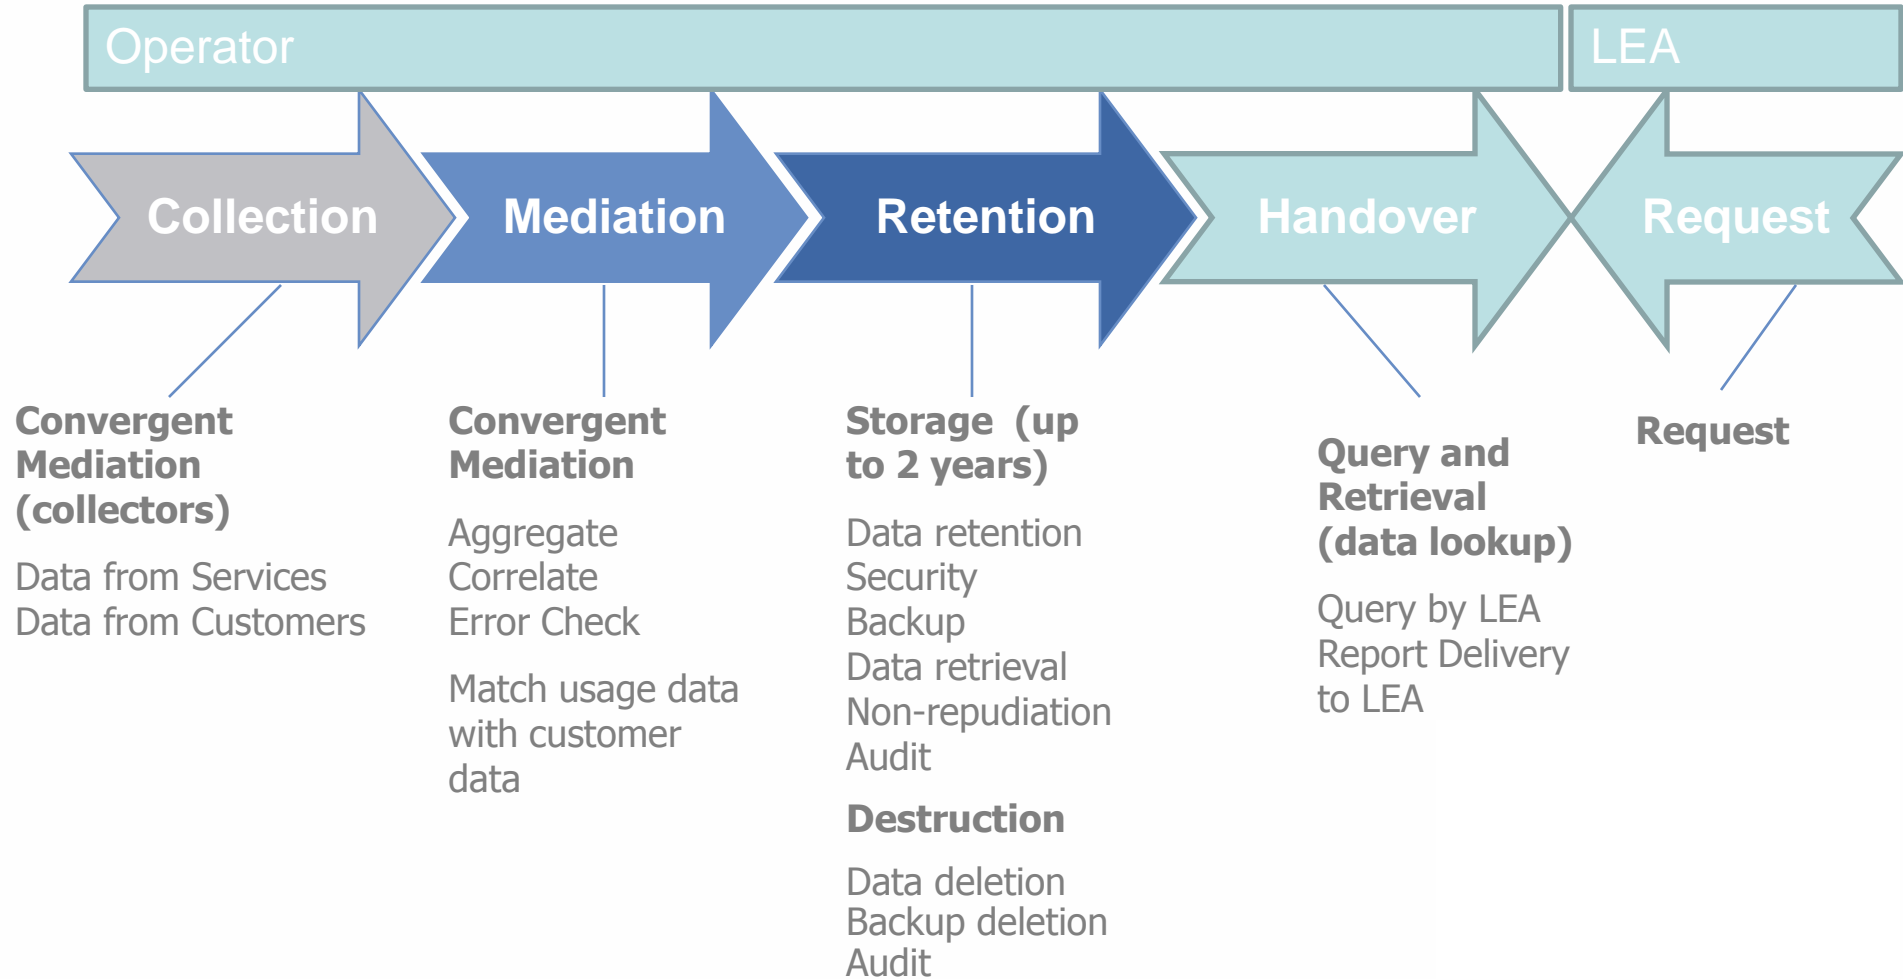 Operator
LEA
Collection
Mediation
Retention
Handover
Request
Convergent
Mediation
(collectors)
Data from Services
Data from Customers
Convergent
Mediation
Aggregate
Correlate
Error Check
Match usage data
with customer
data
Storage (up
to 2 years)
Data retention
Security
Backup
Data retrieval
Non-repudiation
Audit
Destruction
Data deletion
Backup deletion
Audit
Query and
Retrieval
(data lookup)
Query by LEA
Report Delivery
to LEA
Request